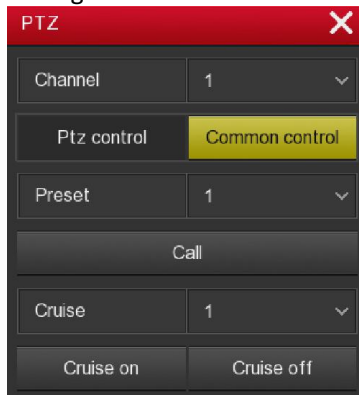 PTZ
Channel 1
Ptz control Common control
Preset 1
Call
Cruise 1
Cruise on Cruise off